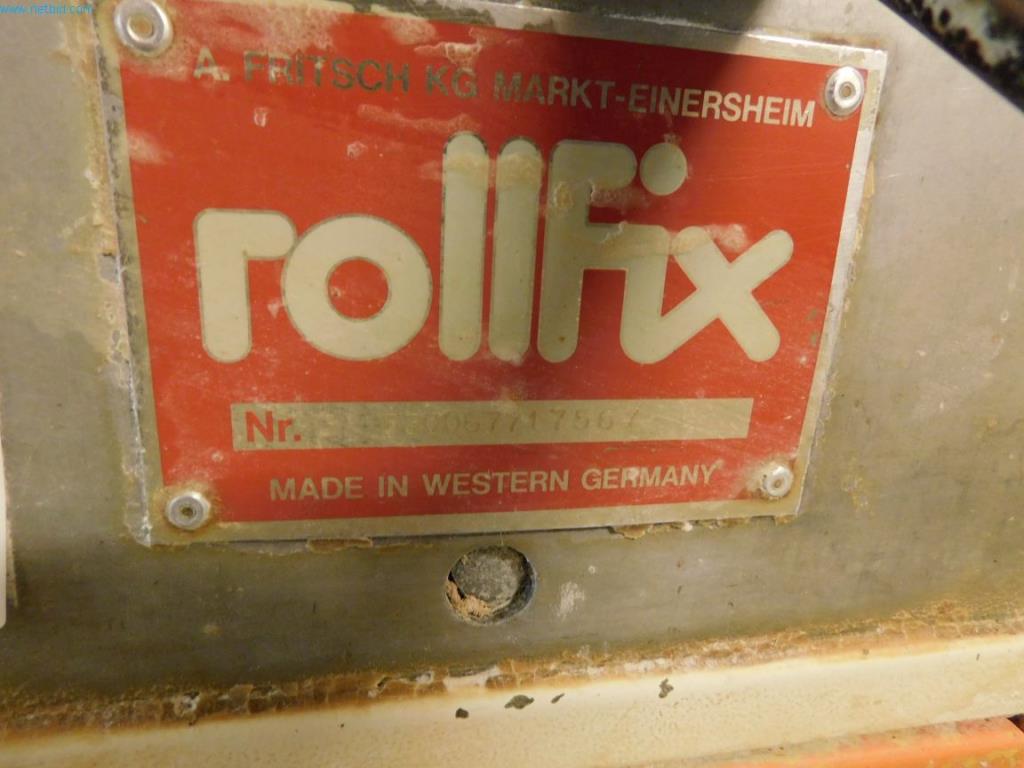 www.netbid.com
A. FRITSCH KG MARKT-EINERSHEIM
rollfix
Nr.
MADE IN WESTERN GERMANY